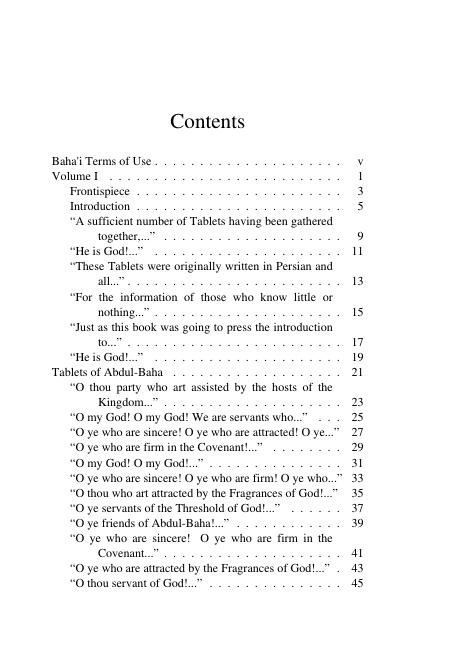 Contents
Baha'i Terms of Use . . . . . . . . . . . . . . . . . . . . . v
Volume I . . . . . . . . . . . . . . . . . . . . . . . . . . 1
Frontispiece . . . . . . . . . . . . . . . . . . . . . . . 3
Introduction . . . . . . . . . . . . . . . . . . . . . . . 5
“A sufficient number of Tablets having been gathered
together,...” . . . . . . . . . . . . . . . . . . . . 9
“He is God!...” . . . . . . . . . . . . . . . . . . . . . 11
“These Tablets were originally written in Persian and
all...” . . . . . . . . . . . . . . . . . . . . . . . . 13
“For the information of those who know little or
nothing...” . . . . . . . . . . . . . . . . . . . . . 15
“Just as this book was going to press the introduction
to...” . . . . . . . . . . . . . . . . . . . . . . . . 17
“He is God!...” . . . . . . . . . . . . . . . . . . . . . 19
Tablets of Abdul-Baha . . . . . . . . . . . . . . . . . . . 21
“O thou party who art assisted by the hosts of the
Kingdom...” . . . . . . . . . . . . . . . . . . . . 23
“O my God! O my God! We are servants who...” . . . 25
“O ye who are sincere! O ye who are attracted! O ye...” 27
“O ye who are firm in the Covenant!...” . . . . . . . . 29
“O my God! O my God!...” . . . . . . . . . . . . . . . 31
“O ye who are sincere! O ye who are firm! O ye who...” 33
“O thou who art attracted by the Fragrances of God!...” 35
“O ye servants of the Threshold of God!...” . . . . . . 37
“O ye friends of Abdul-Baha!...” . . . . . . . . . . . . 39
“O ye who are sincere! O ye who are firm in the
Covenant...” . . . . . . . . . . . . . . . . . . . . 41
“O ye who are attracted by the Fragrances of God!...” . 43
“O thou servant of God!...” . . . . . . . . . . . . . . . 45